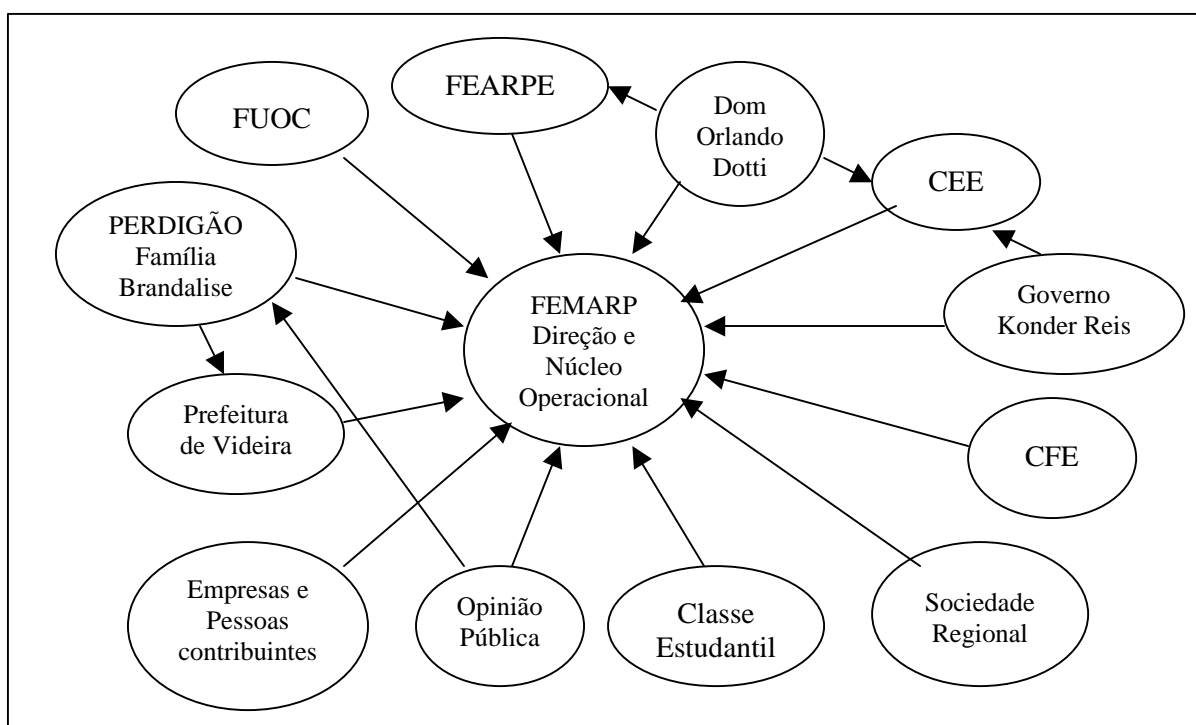 FUOC
FEARPE
Dom
Orlando
Dotti
CEE
PERDIGÃO
Família
Brandalise
FEMARP
Direção e
Núcleo
Operacional
Governo
Konder Reis
Prefeitura
de Videira
CFE
Empresas e
Pessoas
contribuintes
Opinião
Pública
Classe
Estudantil
Sociedade
Regional